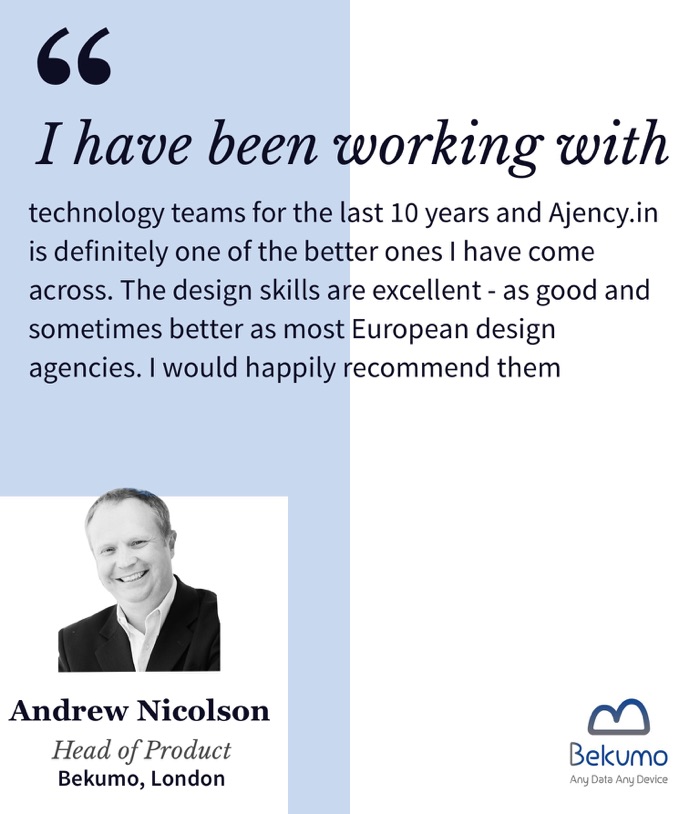 “
I have been working with
technology teams for the last 10 years and Ajency.in
is definitely one of the better ones I have come
across. The design skills are excellent - as good and
sometimes better as most European design
agencies. I would happily recommend them
Andrew Nicolson
Head of Product
Bekumo, London
Bekumo
Any Data Any Device